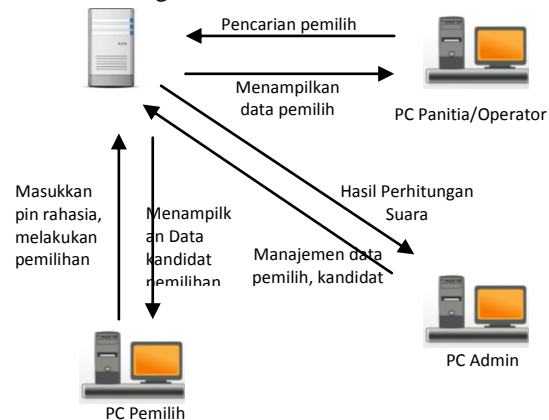 Pencarian pemilih
Menampilkan
data pemilih
PC Panitia/Operator
Masukkan
pin rahasia,
melakukan
pemilihan
Menampilk
an Data
kandidat
pemilihan
Hasil Perhitungan
Suara
Manajemen data
pemilih, kandidat
PC Admin
PC Pemilih